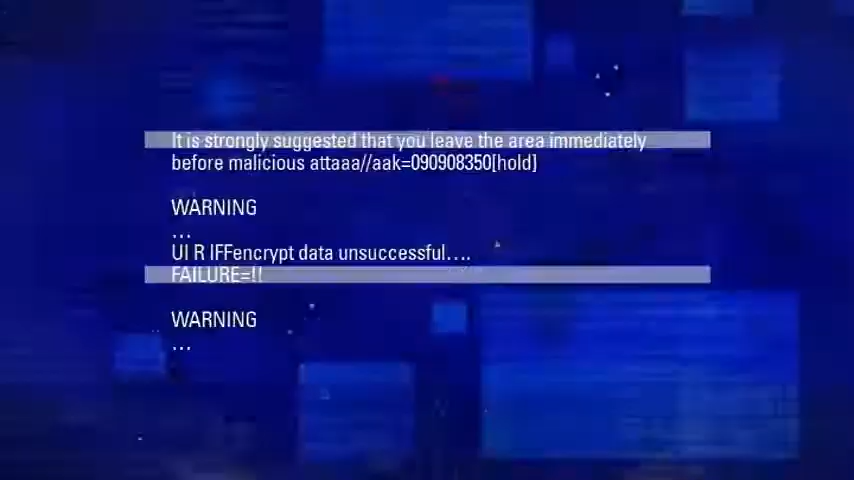 It is strongly suggested that you leave the area immediately
before malicious attaaa//aak=090908350[hold]
WARNING
...
UI R IFFencrypt data unsuccessful....
FAILURE=!!
WARNING
...